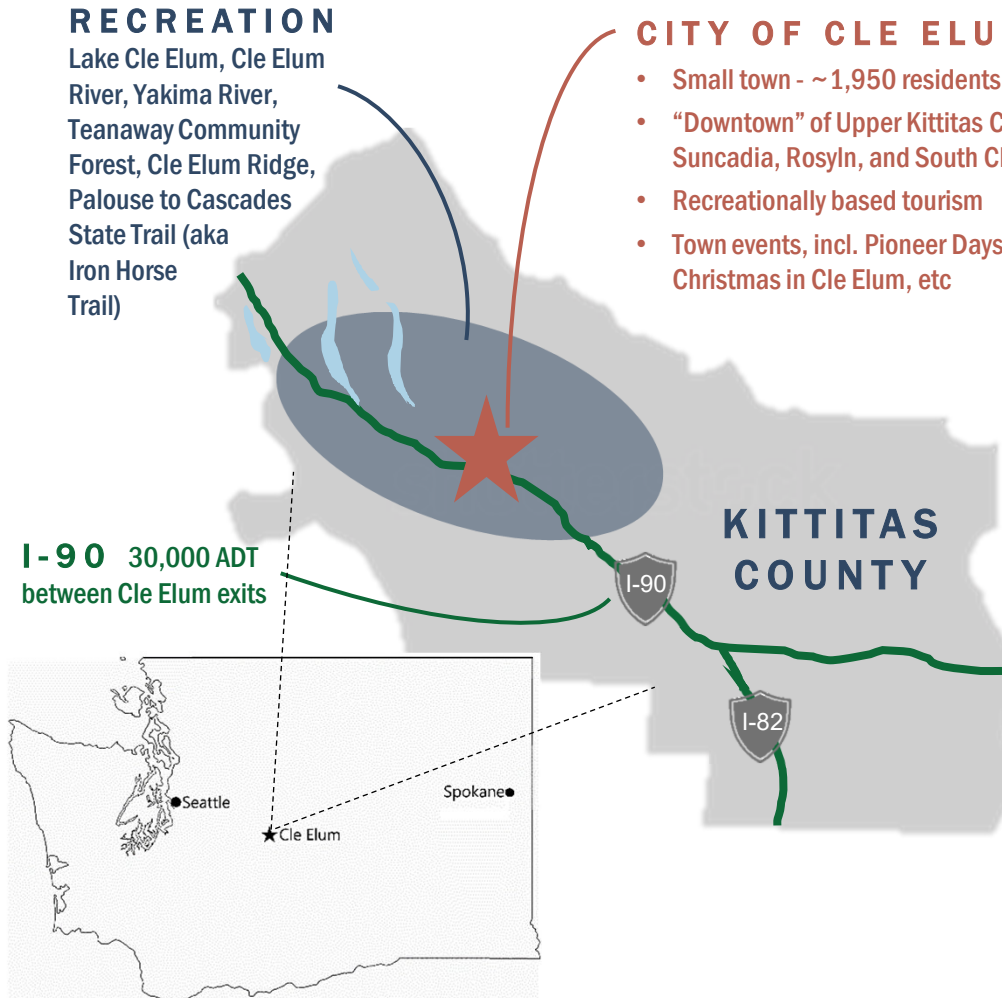 RECREATION
Lake Cle Elum, Cle Elum
River, Yakima River,
Teanaway Community
Forest, Cle Elum Ridge,
Palouse to Cascades
State Trail (aka
Iron Horse
Trail)
CITY OF CLE ELU
• Small town - ~1,950 residents
• “Downtown” of Upper Kittitas C
Suncadia, Rosyln, and South Cl
• Recreationally based tourism
• Town events, incl. Pioneer Days
Christmas in Cle Elum, etc
KITTITAS
COUNTY
I-90 30,000 ADT
between Cle Elum exits
I-90
I-82
Seattle
Spokane
Cle Elum